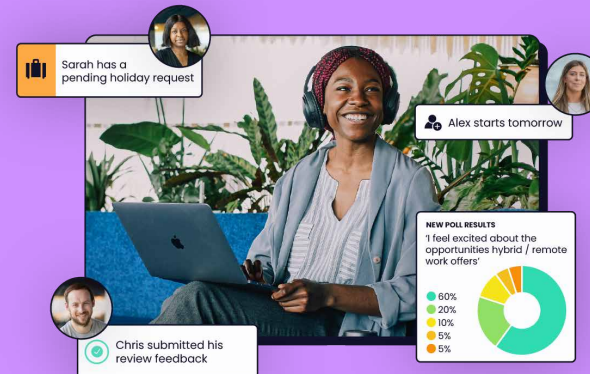 Sarah has a
pending holiday request
Alex starts tomorrow
NEW POLL RESULTS
'I feel excited about the
opportunities hybrid / remote
work offers'
60%
20%
10%
5%
5%
Chris submitted his
review feedback